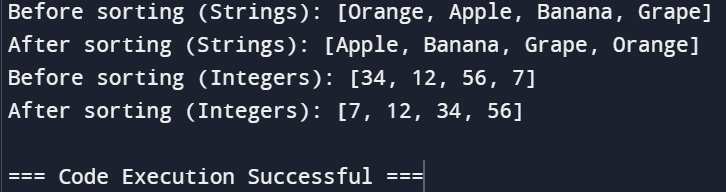 Before sorting (Strings): [Orange, Apple, Banana, Grape]
After sorting (Strings): [Apple, Banana, Grape, Orange]
Before sorting (Integers): [34, 12, 56, 7]
After sorting (Integers): [7, 12, 34, 56]
=== Code Execution Successful ===